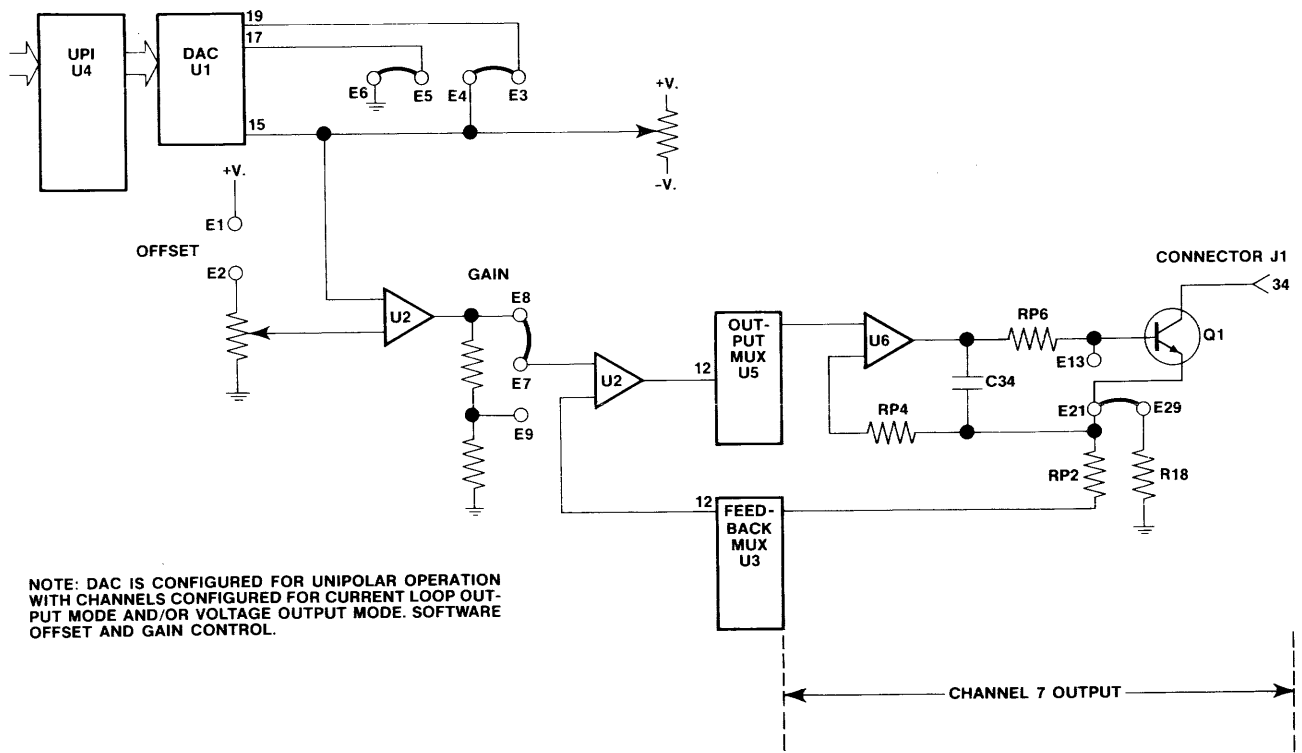 UPI
U4
DAC
U1
19
17
15
E6
E5
E4
E3
+V.
–V.
+V.
E1
OFFSET
E2
U2
GAIN
E8
E7
E9
U2
12
OUT-
PUT
MUX
U5
U6
RP6
C34
RP4
E13
Q1
CONNECTOR J1
34
E21
E29
RP2
R18
12
FEED-
BACK
MUX
U3
NOTE: DAC IS CONFIGURED FOR UNIPOLAR OPERATION
WITH CHANNELS CONFIGURED FOR CURRENT LOOP OUT-
PUT MODE AND/OR VOLTAGE OUTPUT MODE. SOFTWARE
OFFSET AND GAIN CONTROL.
CHANNEL 7 OUTPUT